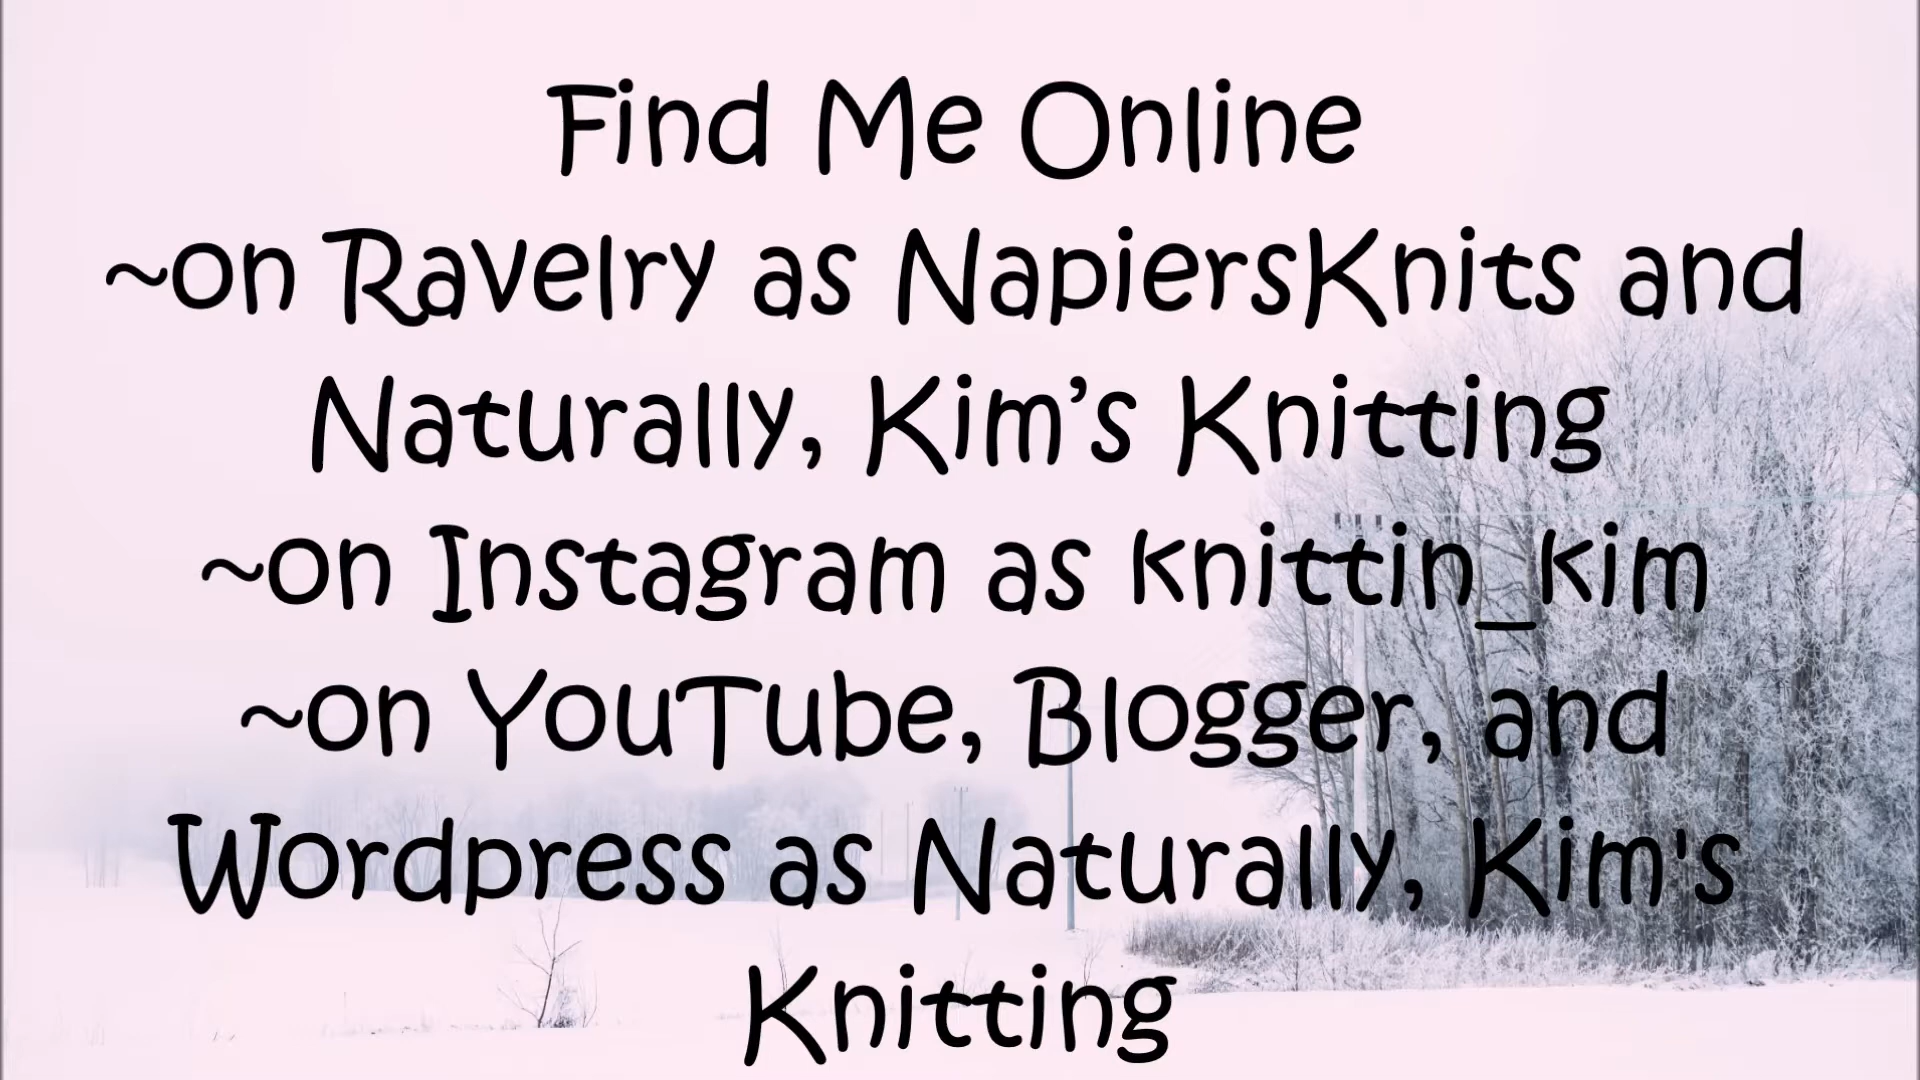 Find Me Online
~on Ravelry as NapiersKnits and
Naturally, Kim’s Knitting
~on Instagram as knittin_kim
~on YouTube, Blogger, and
Wordpress as Naturally, Kim's
Knitting